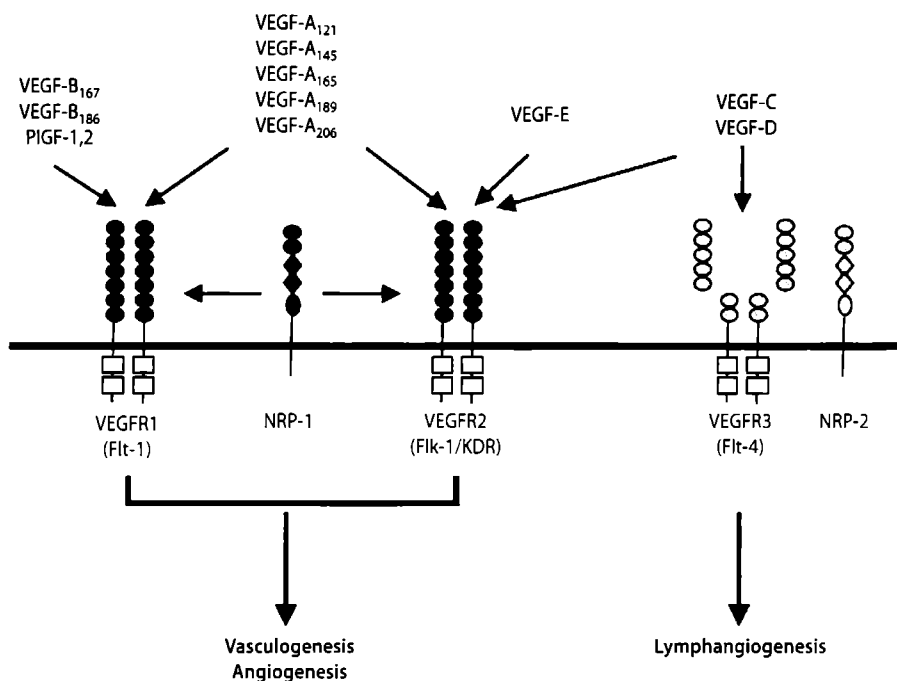 VEGF-A₁₂₁
VEGF-A₁₄₅
VEGF-A₁₆₅
VEGF-A₁₈₉
VEGF-A₂₀₆
VEGF-B₁₆₇
VEGF-B₁₈₆
PlGF-1,2
VEGF-E
VEGF-C
VEGF-D
VEGFR1
(Flt-1)
NRP-1
VEGFR2
(Flk-1/KDR)
VEGFR3
(Flt-4)
NRP-2
Vasculogenesis
Angiogenesis
Lymphangiogenesis